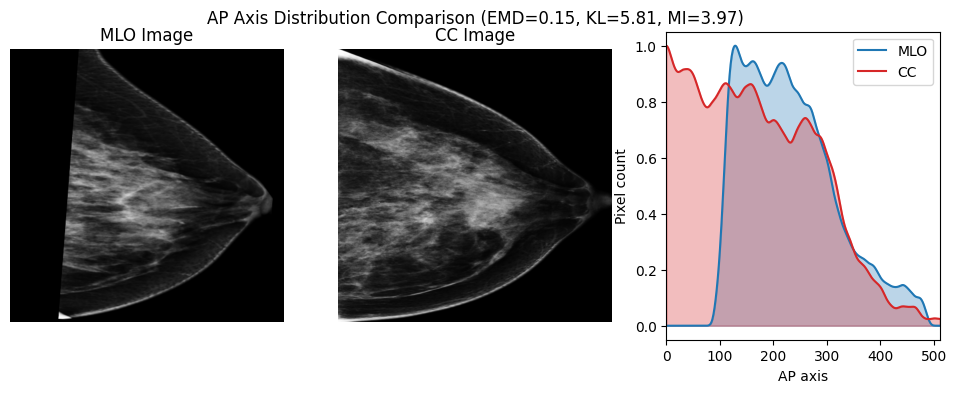 AP Axis Distribution Comparison (EMD=0.15, KL=5.81, MI=3.97)
MLO Image
CC Image
MLO
CC
Pixel count
1.0
0.8
0.6
0.4
0.2
0.0
0 100 200 300 400 500
AP axis